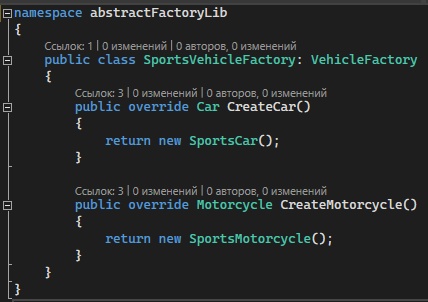 namespace abstractFactoryLib
{
Ссылок: 1 | 0 изменений | 0 авторов, 0 изменений
public class SportsVehicleFactory: VehicleFactory
{
Ссылок: 3 | 0 изменений | 0 авторов, 0 изменений
public override Car CreateCar()
{
return new SportsCar();
}
Ссылок: 3 | 0 изменений | 0 авторов, 0 изменений
public override Motorcycle CreateMotorcycle()
{
return new SportsMotorcycle();
}
}
}